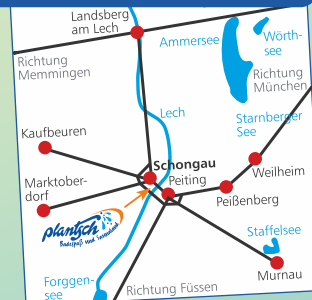 Landsberg
am Lech
Ammersee
Wörth-
see
Richtung
Memmingen
Richtung
München
Lech
Starnberger
See
Kaufbeuren
Schongau
Peiting
Weilheim
Marktober-
dorf
Peißenberg
plantsch
Badespaß und Saunaland
Staffelsee
Murnau
Forggen-
see
Richtung Füssen